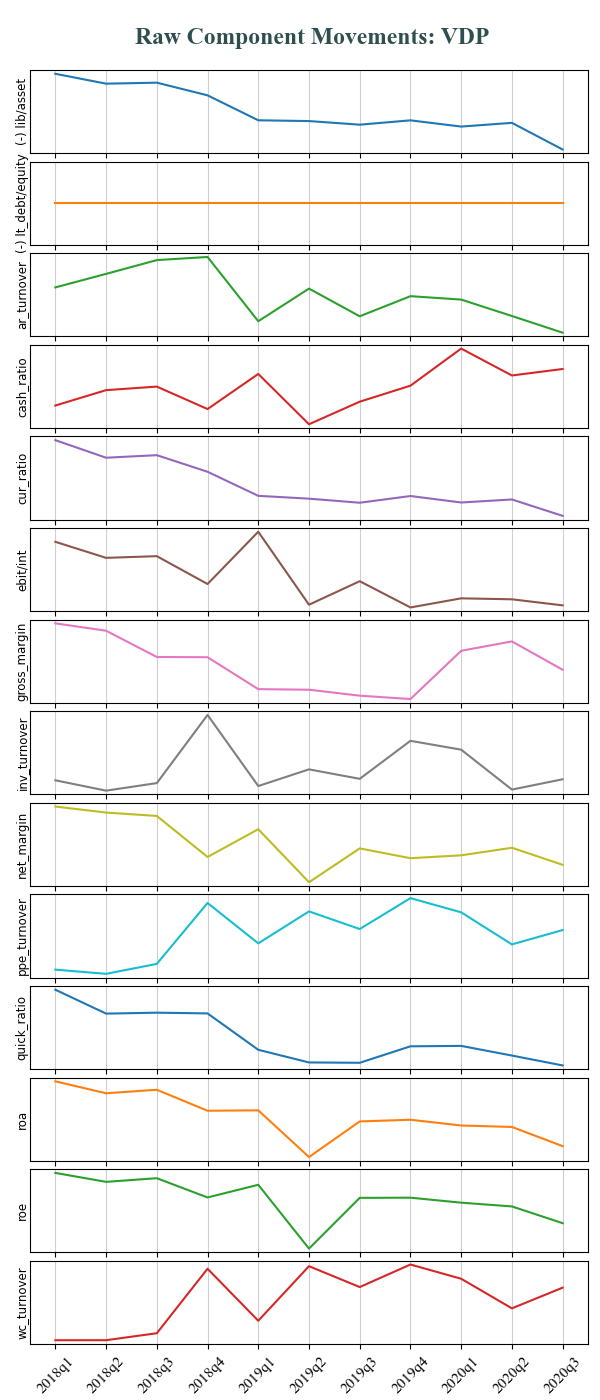 Raw Component Movements: VDP
(-) lib/asset
(-) lt_debt/equity
ar_turnover
cash_ratio
cur_ratio
ebit/int
gross_margin
inv_turnover
net_margin
ppe_turnover
quick_ratio
roa
roe
wc_turnover
2018q1 2018q2 2018q3 2018q4 2019q1 2019q2 2019q3 2019q4 2020q1 2020q2 2020q3